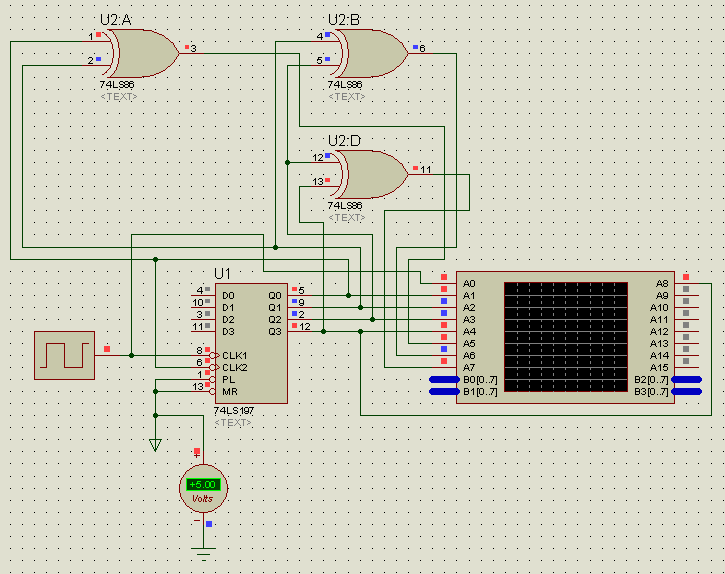 U2:A
1
2
3
74LS86
<TEXT>
U2:B
4
5
6
74LS86
<TEXT>
U2:D
12
13
11
74LS86
<TEXT>
U1
4 D0 Q0 5
10 D1 Q1 9
3 D2 Q2 2
11 D3 Q3 12
8 CLK1
6 CLK2
1 PL
13 MR
74LS197
<TEXT>
A0 A8
A1 A9
A2 A10
A3 A11
A4 A12
A5 A13
A6 A14
A7 A15
B0[0..7] B2[0..7]
B1[0..7] B3[0..7]
+
+5.00
Volts
-